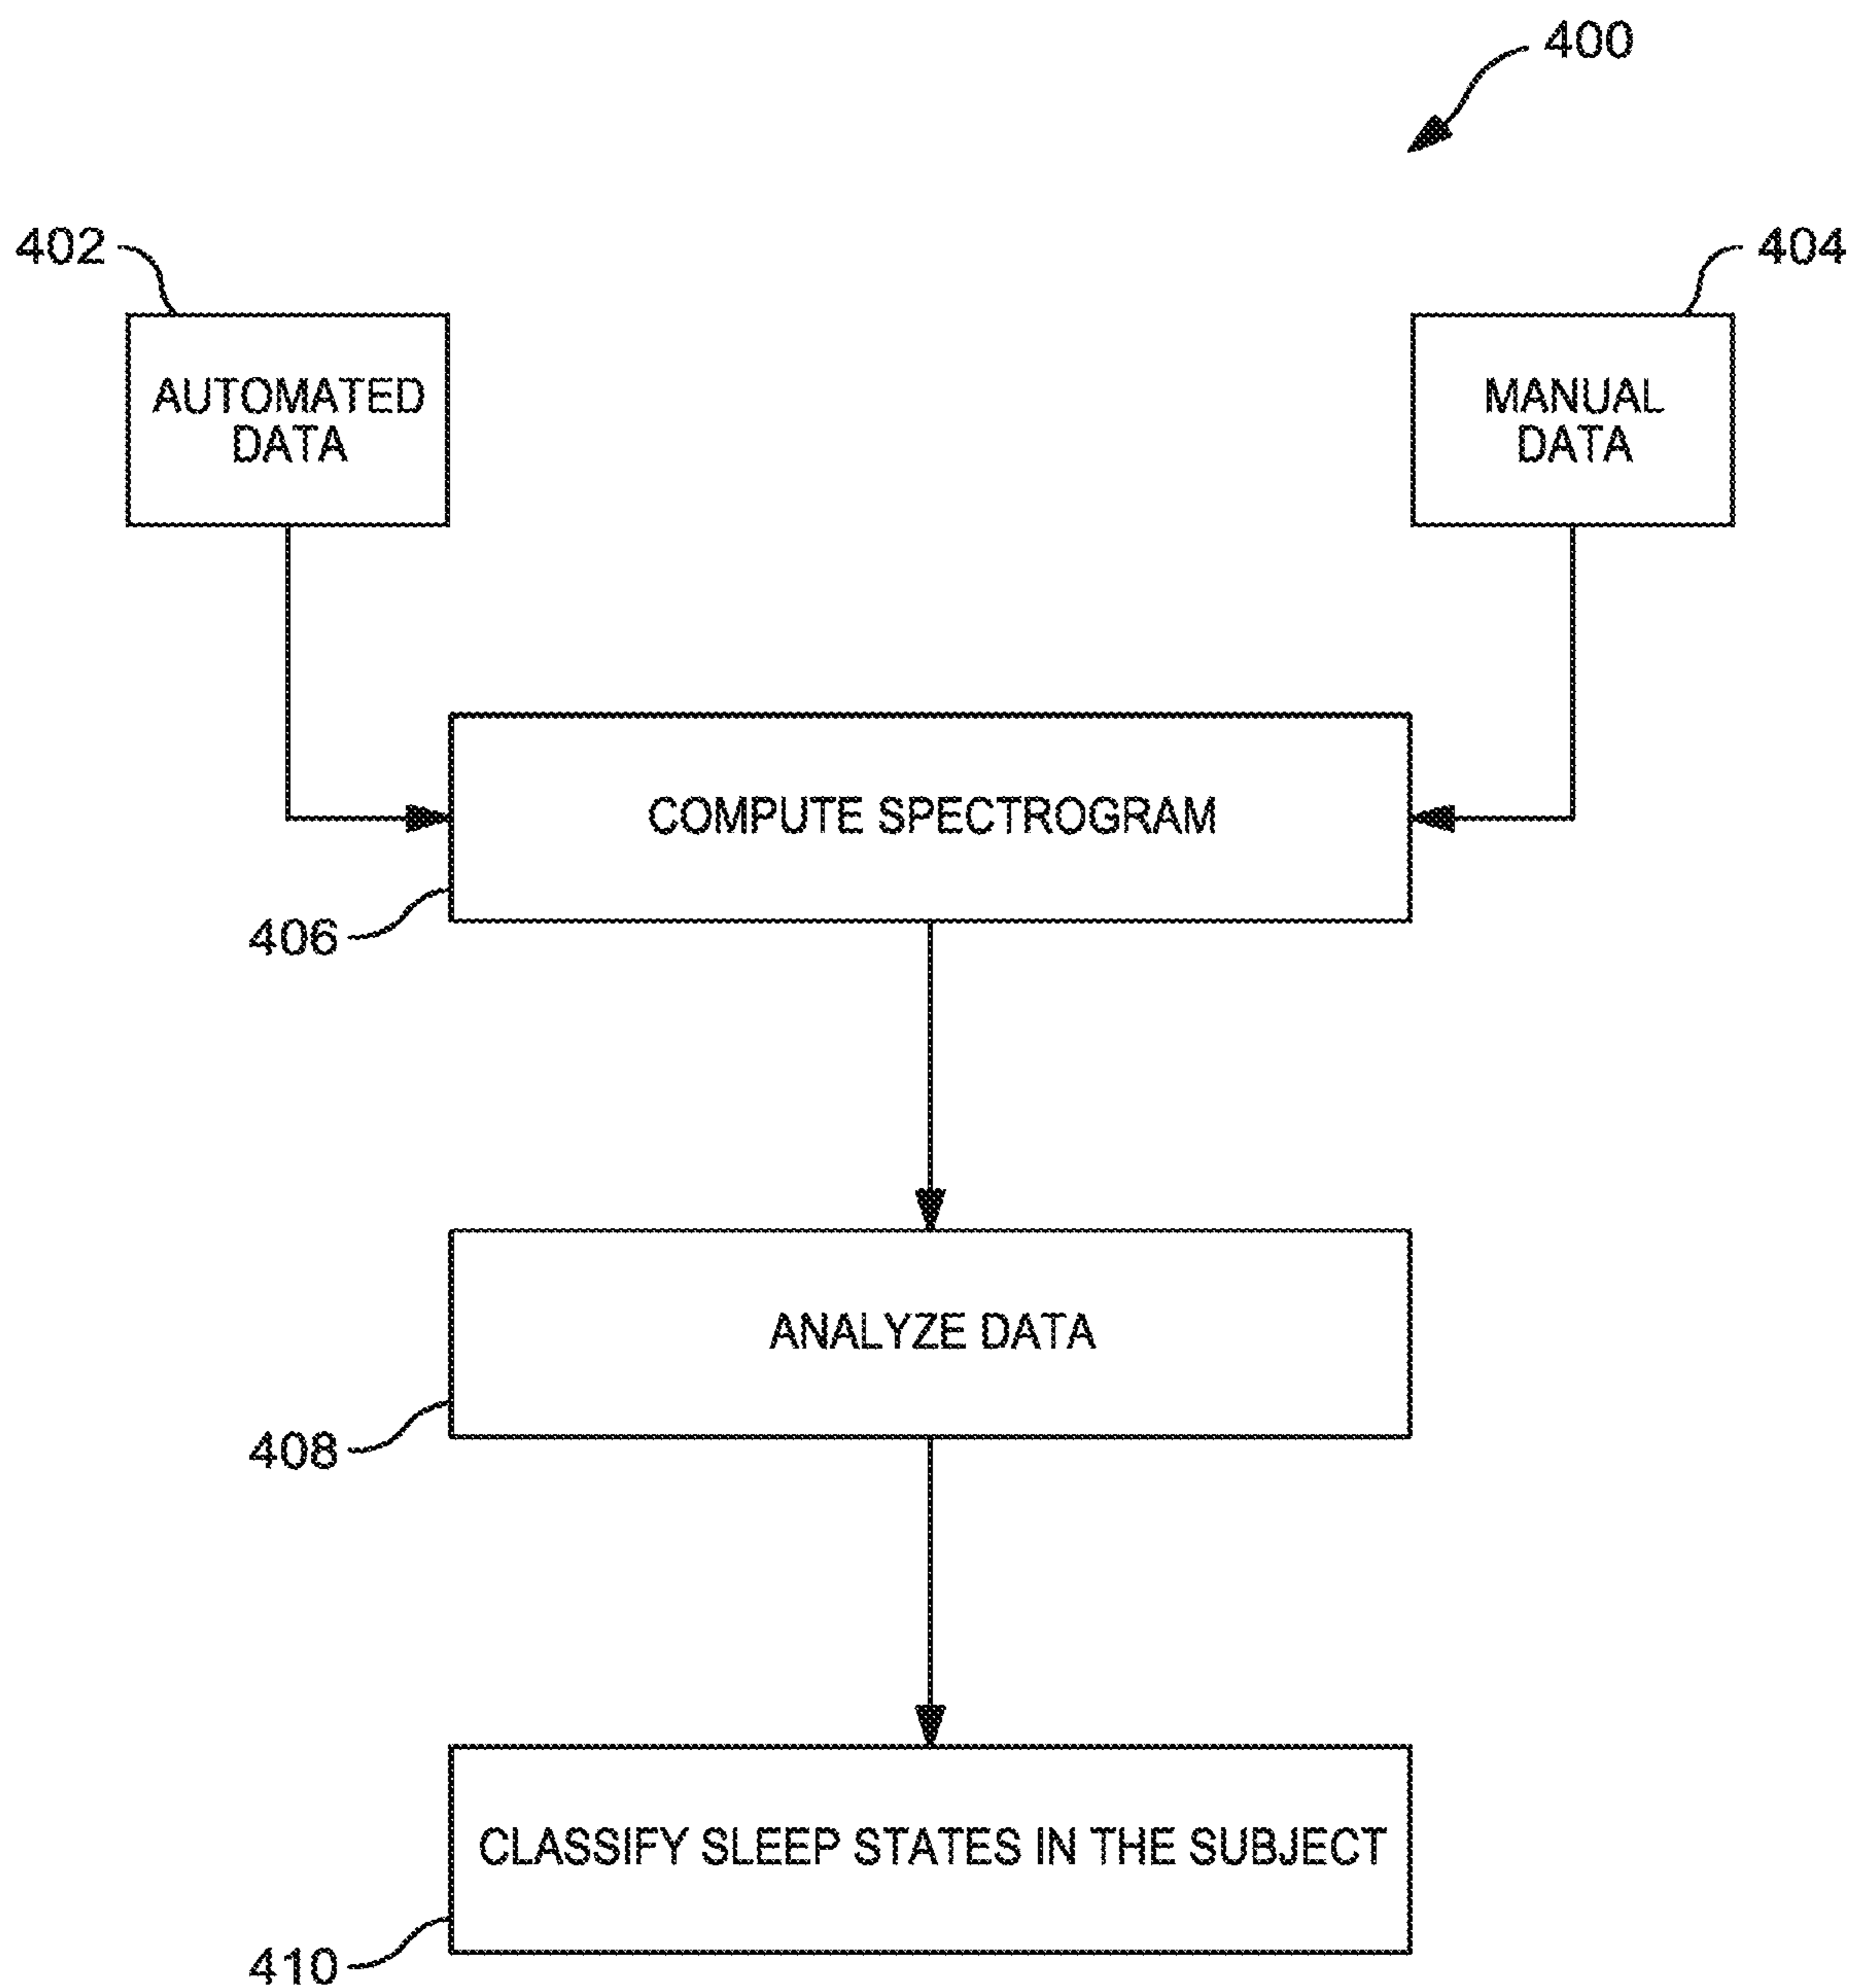 400
402
404
AUTOMATED
DATA
MANUAL
DATA
COMPUTE SPECTROGRAM
406
ANALYZE DATA
408
CLASSIFY SLEEP STATES IN THE SUBJECT
410